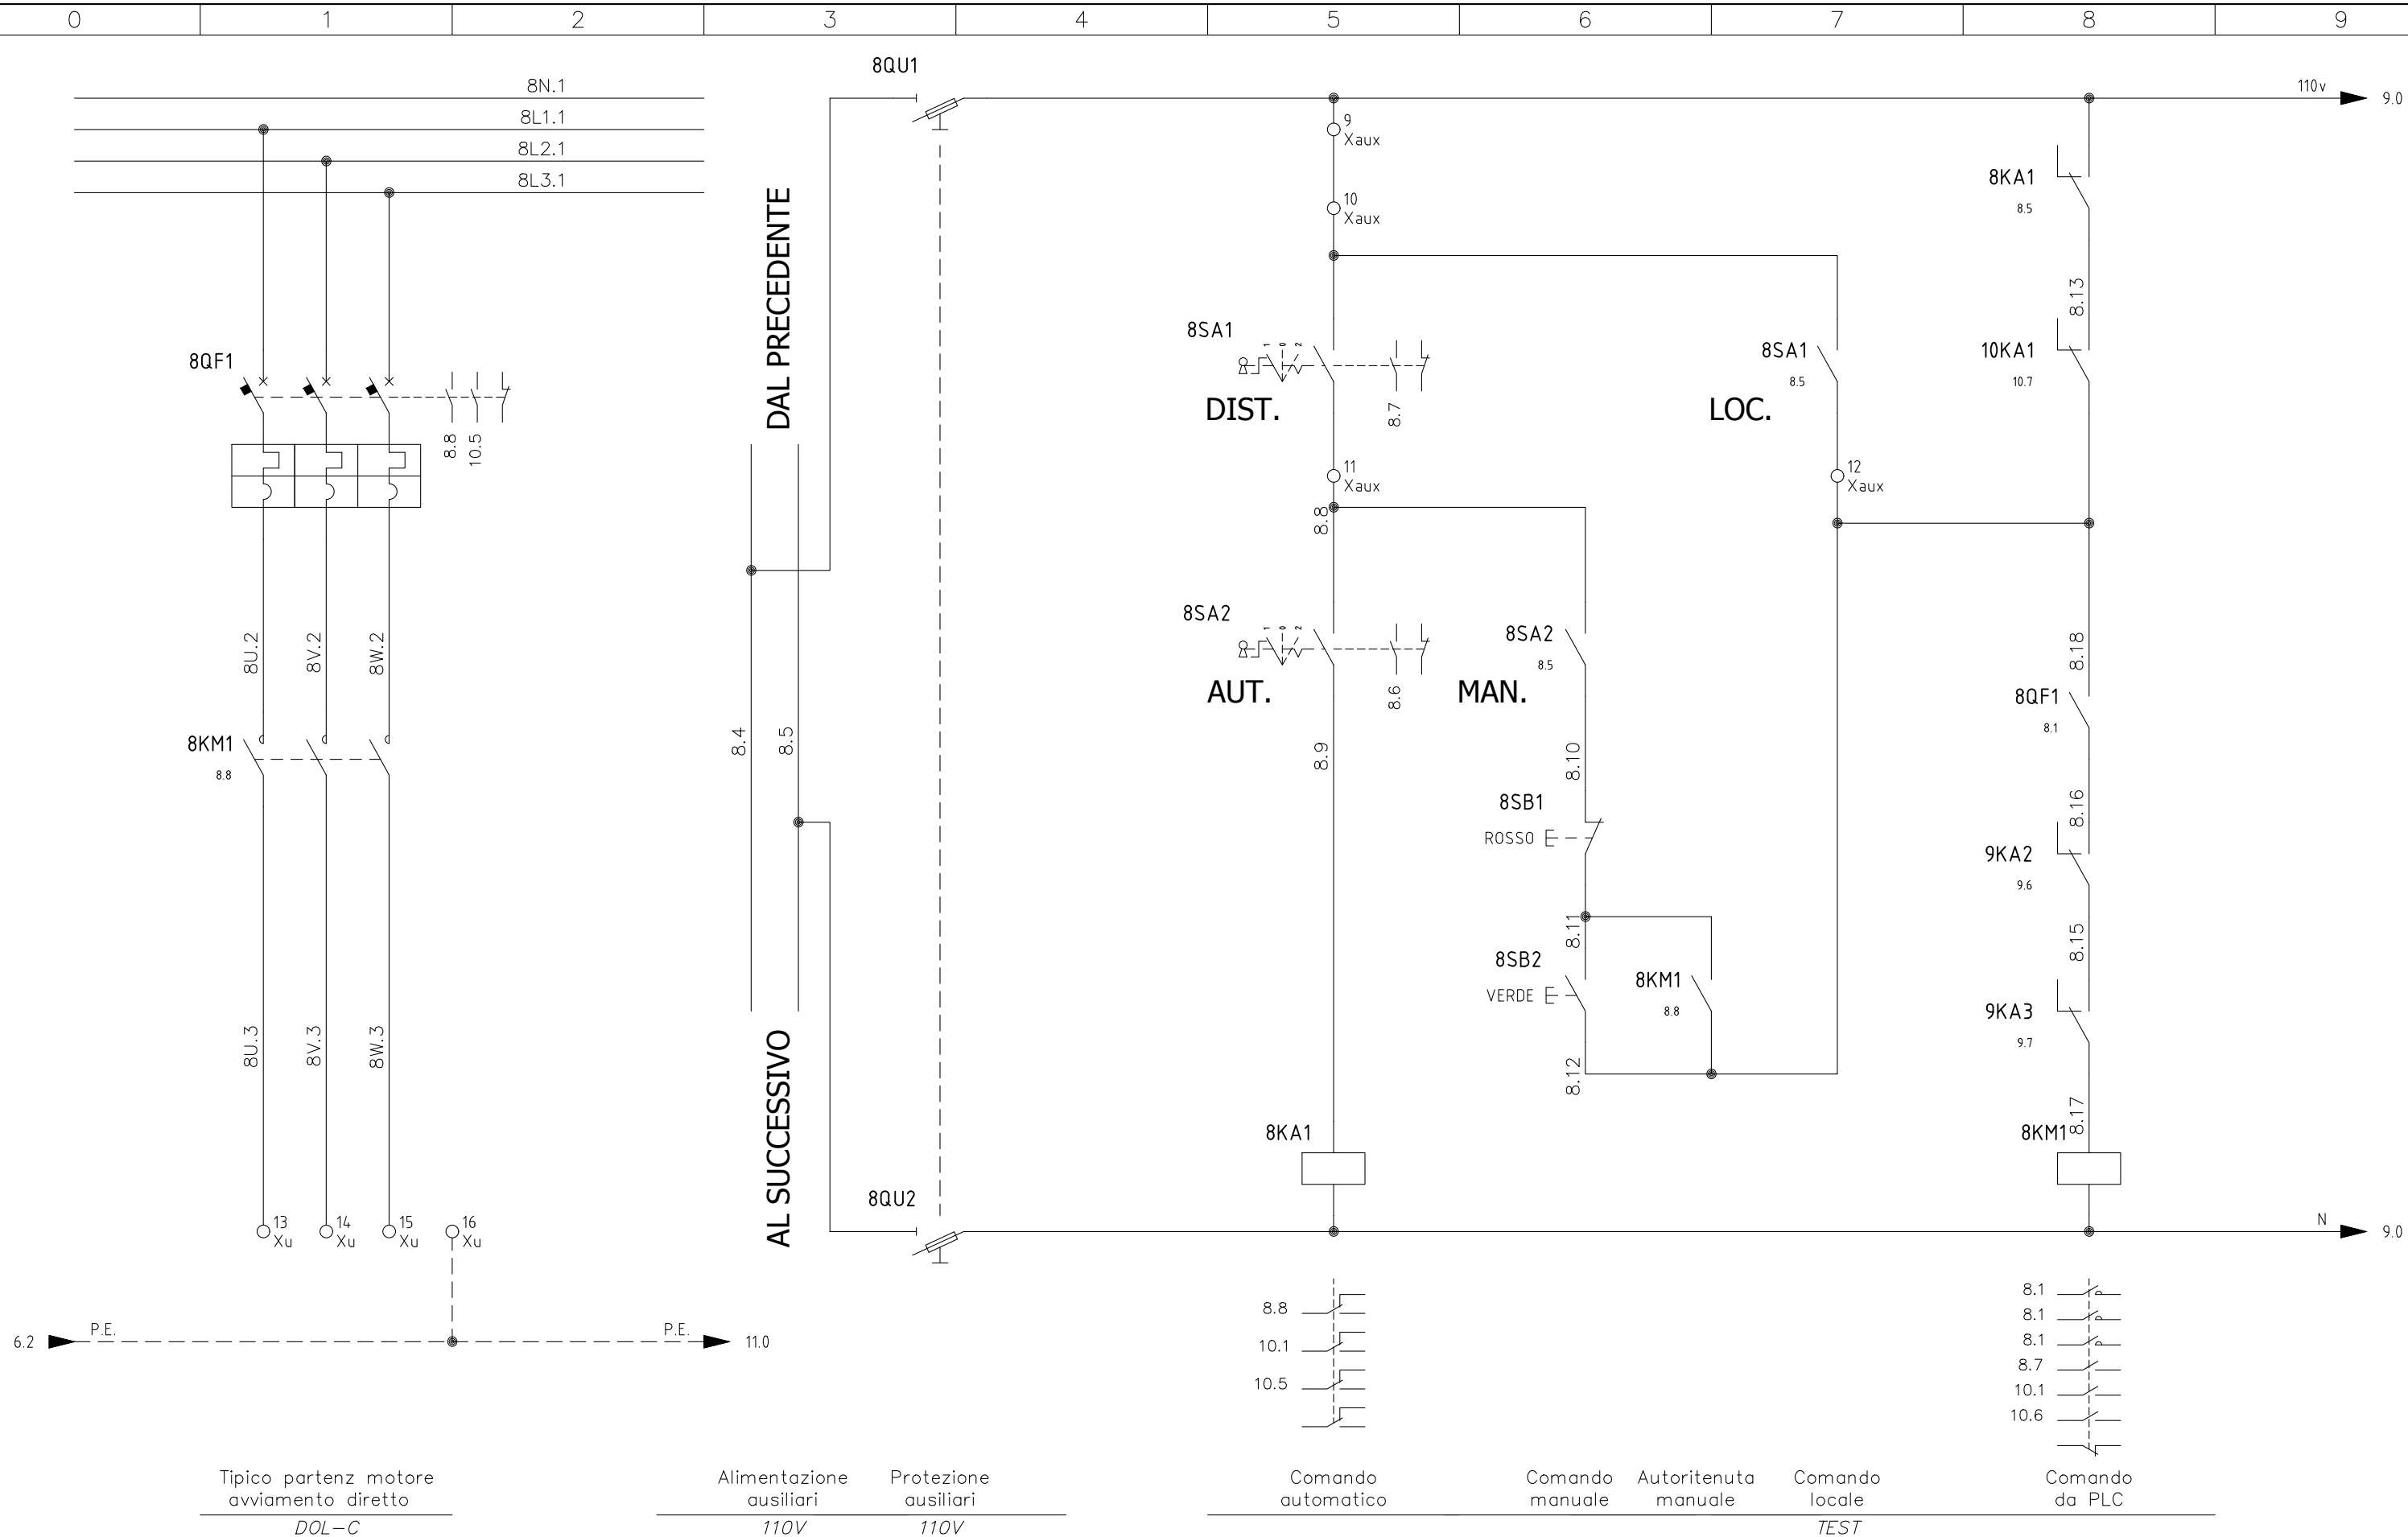 0 1 2 3 4 5 6 7 8 9
8N.1
8L1.1
8L2.1
8L3.1
8QF1
8.8
10.5
8U.2
8V.2
8W.2
8KM1
8.8
8U.3
8V.3
8W.3
13
Xu
14
Xu
15
Xu
16
Xu
6.2
P.E.
P.E.
11.0
DAL PRECEDENTE
8.4
8.5
AL SUCCESSIVO
8QU1
8QU2
110v
9.0
9
Xaux
10
Xaux
8SA1
1 0 2
8.7
DIST.
11
Xaux
8.8
8SA2
1 0 2
8.6
AUT.
8.9
8KA1
MAN.
8SA2
8.5
8.10
8SB1
ROSSO
8.11
8SB2
VERDE
8.12
8KM1
8.8
8SA1
8.5
LOC.
12
Xaux
8KA1
8.5
8.13
10KA1
10.7
8.18
8QF1
8.1
8.16
9KA2
9.6
8.15
9KA3
9.7
8.17
8KM1
N
9.0
8.8
10.1
10.5
8.1
8.1
8.1
8.7
10.1
10.6
Tipico partenz motore
avviamento diretto
DOL-C
Alimentazione
ausiliari
110V
Protezione
ausiliari
110V
Comando
automatico
Comando
manuale
Autoritenuta
manuale
Comando
locale
Comando
da PLC
TEST